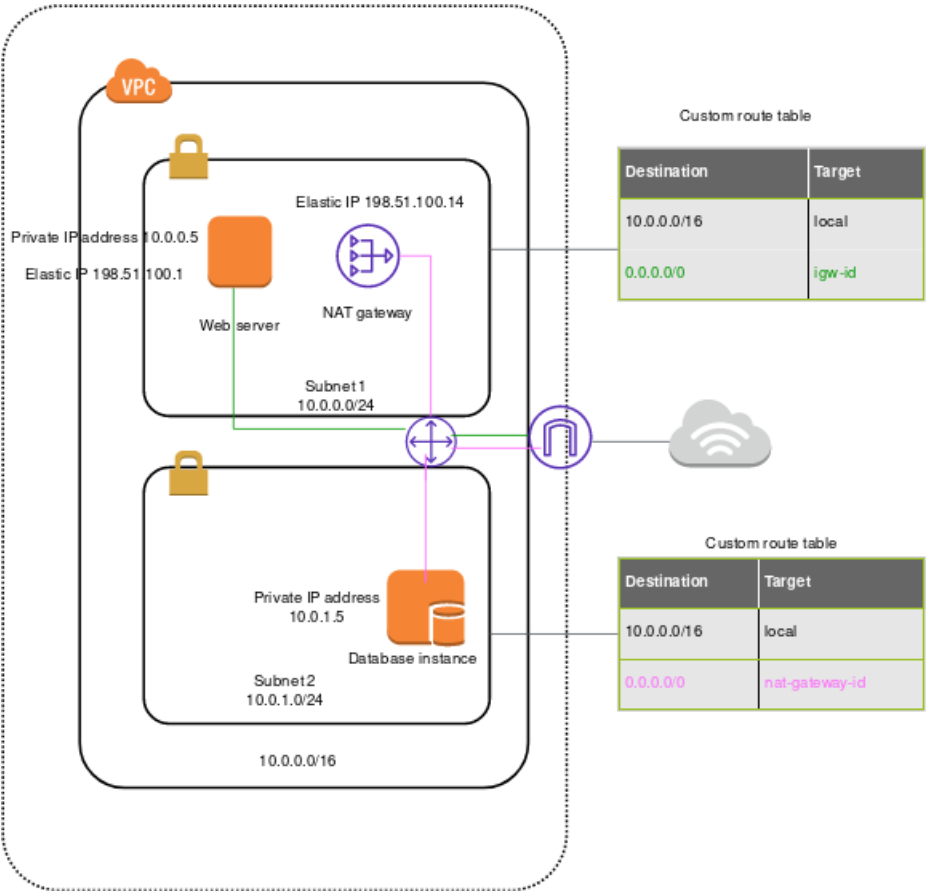 VPC
Custom route table
Destination Target
10.0.0.0/16 local
0.0.0.0/0 igw-id
Elastic IP 198.51.100.14
Private IP address 10.0.0.5
Elastic IP 198.51.100.1
NAT gateway
Web server
Subnet 1
10.0.0.0/24
Custom route table
Destination Target
10.0.0.0/16 local
0.0.0.0/0 nat-gateway-id
Private IP address
10.0.1.5
Database instance
Subnet 2
10.0.1.0/24
10.0.0.0/16